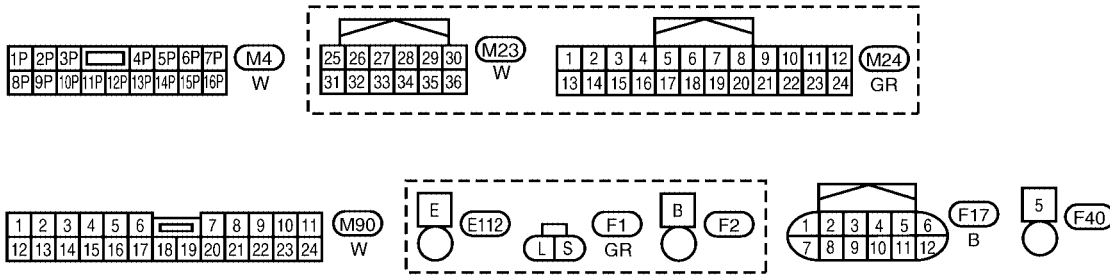 1P 2P 3P 4P 5P 6P 7P M4
8P 9P 10P 11P 12P 13P 14P 15P 16P W
25 26 27 28 29 30 M23
31 32 33 34 35 36 W
1 2 3 4 5 6 7 8 9 10 11 12 M24
13 14 15 16 17 18 19 20 21 22 23 24 GR
1 2 3 4 5 6 7 8 9 10 11 M90
12 13 14 15 16 17 18 19 20 21 22 23 24 W
E E112
L S F1
GR
B F2
1 2 3 4 5 6 F17
7 8 9 10 11 12 B
5 F40